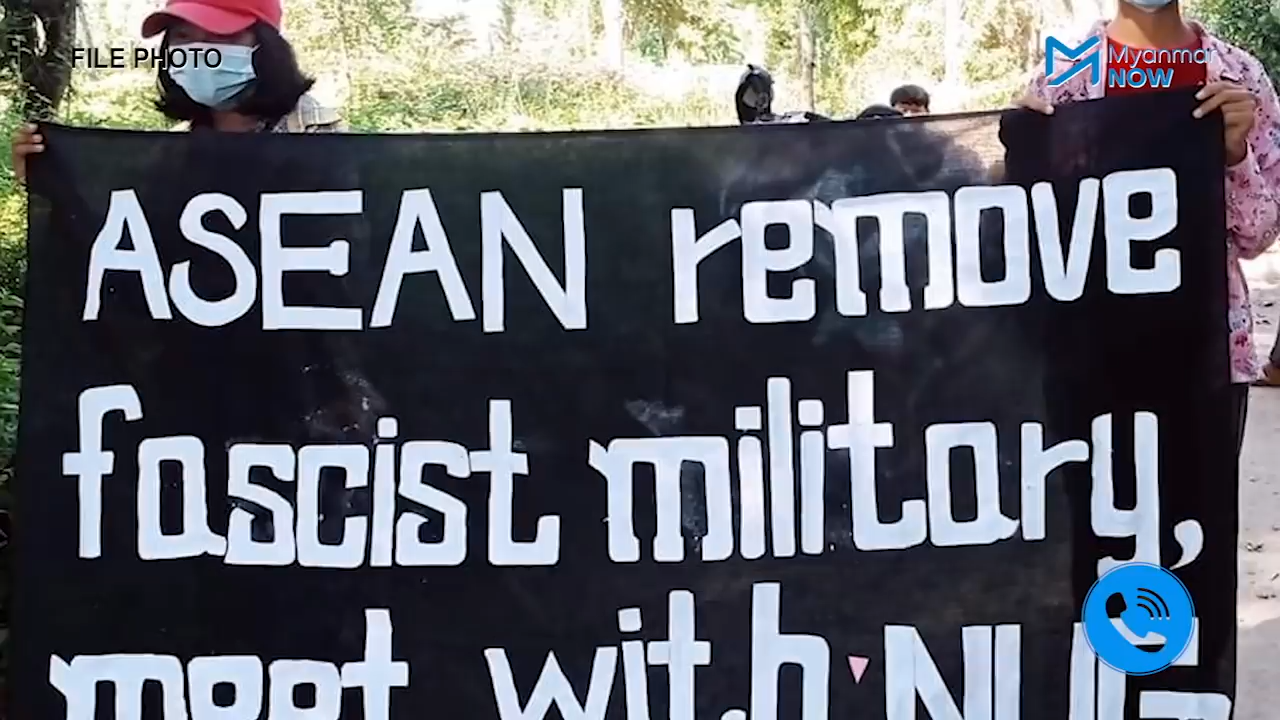 FILE PHOTO
Myanmar
NOW
ASEAN remove
fascist military,
meet with NUG